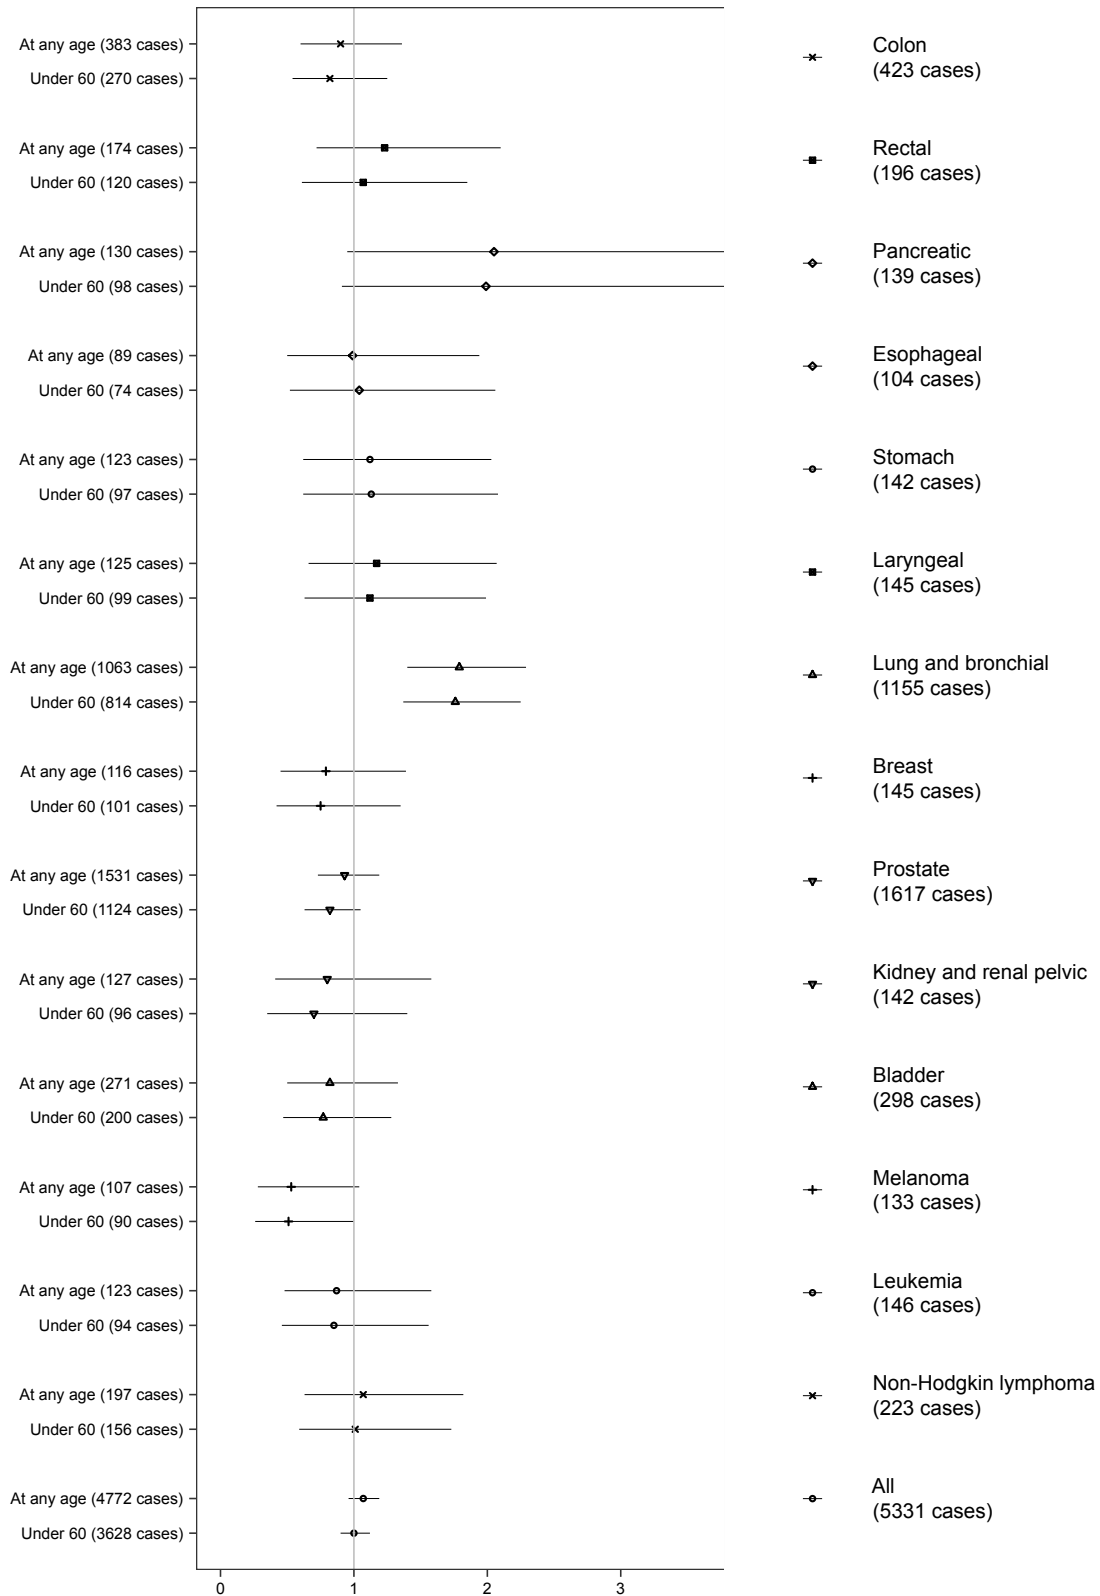 At any age (383 cases)
Under 60 (270 cases)
Colon
(423 cases)
At any age (174 cases)
Under 60 (120 cases)
Rectal
(196 cases)
At any age (130 cases)
Under 60 (98 cases)
Pancreatic
(139 cases)
At any age (89 cases)
Under 60 (74 cases)
Esophageal
(104 cases)
At any age (123 cases)
Under 60 (97 cases)
Stomach
(142 cases)
At any age (125 cases)
Under 60 (99 cases)
Laryngeal
(145 cases)
At any age (1063 cases)
Under 60 (814 cases)
Lung and bronchial
(1155 cases)
At any age (116 cases)
Under 60 (101 cases)
Breast
(145 cases)
At any age (1531 cases)
Under 60 (1124 cases)
Prostate
(1617 cases)
At any age (127 cases)
Under 60 (96 cases)
Kidney and renal pelvic
(142 cases)
At any age (271 cases)
Under 60 (200 cases)
Bladder
(298 cases)
At any age (107 cases)
Under 60 (90 cases)
Melanoma
(133 cases)
At any age (123 cases)
Under 60 (94 cases)
Leukemia
(146 cases)
At any age (197 cases)
Under 60 (156 cases)
Non-Hodgkin lymphoma
(223 cases)
At any age (4772 cases)
Under 60 (3628 cases)
All
(5331 cases)
0 1 2 3